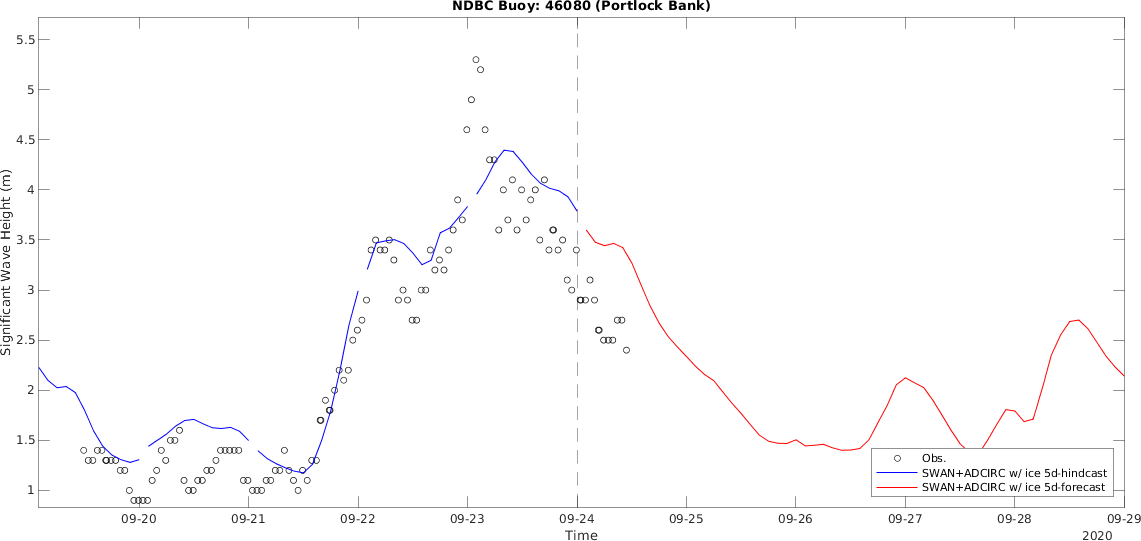 NDBC Buoy: 46080 (Portlock Bank)
Significant Wave Height (m)
5.5
5
4.5
4
3.5
3
2.5
2
1.5
1
Obs.
SWAN+ADCIRC w/ ice 5d-hindcast
SWAN+ADCIRC w/ ice 5d-forecast
09-20 09-21 09-22 09-23 09-24 09-25 09-26 09-27 09-28 09-29
Time
2020